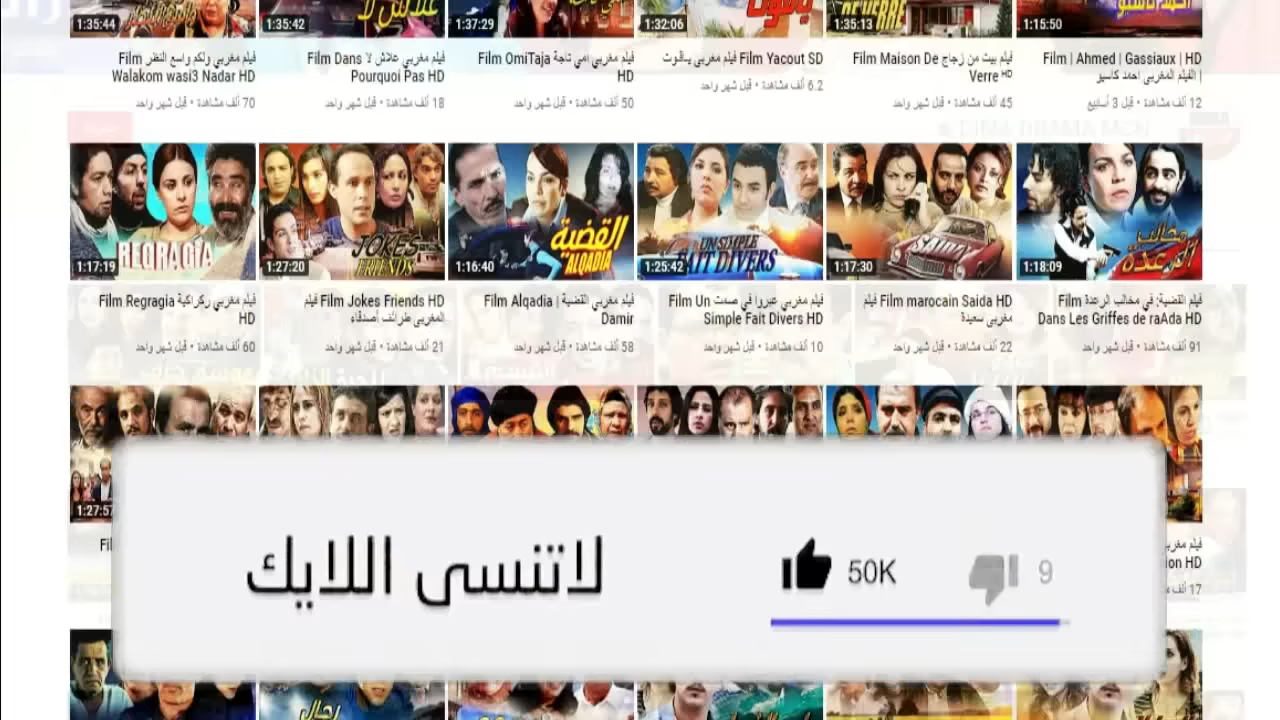 1:35:44
1:35:42
علاش لا
1:37:29
1:32:06
1:35:13
DE VERRE
1:15:50
فيلم مغربي ولكم واسع النظر Film
Walakom wasi3 Nadar HD
70 ألف مشاهدة • قبل شهر واحد
فيلم مغربي علاش لا Film Dans
Pourquoi Pas HD
18 ألف مشاهدة • قبل شهر واحد
فيلم مغربي امي تاجة Film OmiTaja
HD
50 ألف مشاهدة • قبل شهر واحد
Film Yacout SD فيلم مغربي ياقوت
6.2 ألف مشاهدة • قبل شهر واحد
فيلم بيت من زجاج Film Maison De
Verre HD
45 ألف مشاهدة • قبل شهر واحد
Film | Ahmed | Gassiaux | HD
| الفيلم المغربي احمد كاسيو
12 ألف مشاهدة • قبل 3 أسابيع
REGRAGIA
1:17:19
JOKES
FRIENDS
1:27:20
القضية
ALQADIA
1:16:40
UN SIMPLE
FAIT DIVERS
1:25:42
SAIDA
1:17:30
مخالب
الرعدة
1:18:09
فيلم مغربي ركراكية Film Regragia
HD
60 ألف مشاهدة • قبل شهر واحد
Film Jokes Friends HD فيلم
المغربي طرائف أصدقاء
21 ألف مشاهدة • قبل شهر واحد
فيلم مغربي القضية | Film Alqadia
Damir
58 ألف مشاهدة • قبل شهر واحد
فيلم مغربي عبروا في صمت Film Un
Simple Fait Divers HD
10 ألف مشاهدة • قبل شهر واحد
Film marocain Saida HD فيلم
مغربي سعيدة
22 ألف مشاهدة • قبل شهر واحد
فيلم القضية: في مخالب الرعدة Film
Dans Les Griffes de raAda HD
91 ألف مشاهدة • قبل شهر واحد
1:27:57
لاتنسى اللايك
50K
9
فيلم مغربي
ion HD
17 ألف
رجال